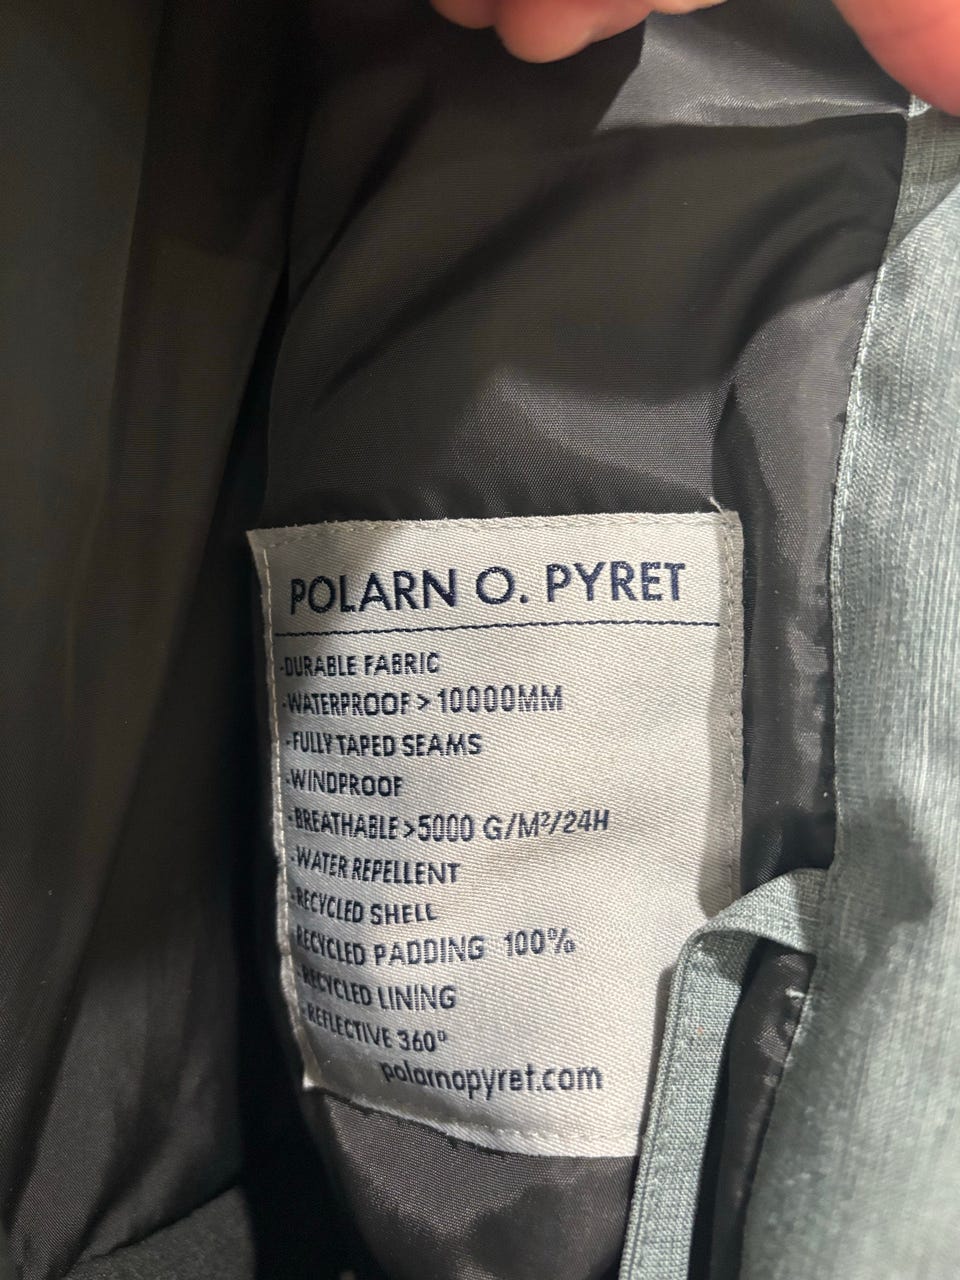 POLARN O. PYRET
-DURABLE FABRIC
-WATERPROOF > 10000MM
-FULLY TAPED SEAMS
-WINDPROOF
-BREATHABLE >5000 G/M²/24H
-WATER REPELLENT
-RECYCLED SHELL
RECYCLED PADDING 100%
-RECYCLED LINING
-REFLECTIVE 360°
polarnopyret.com